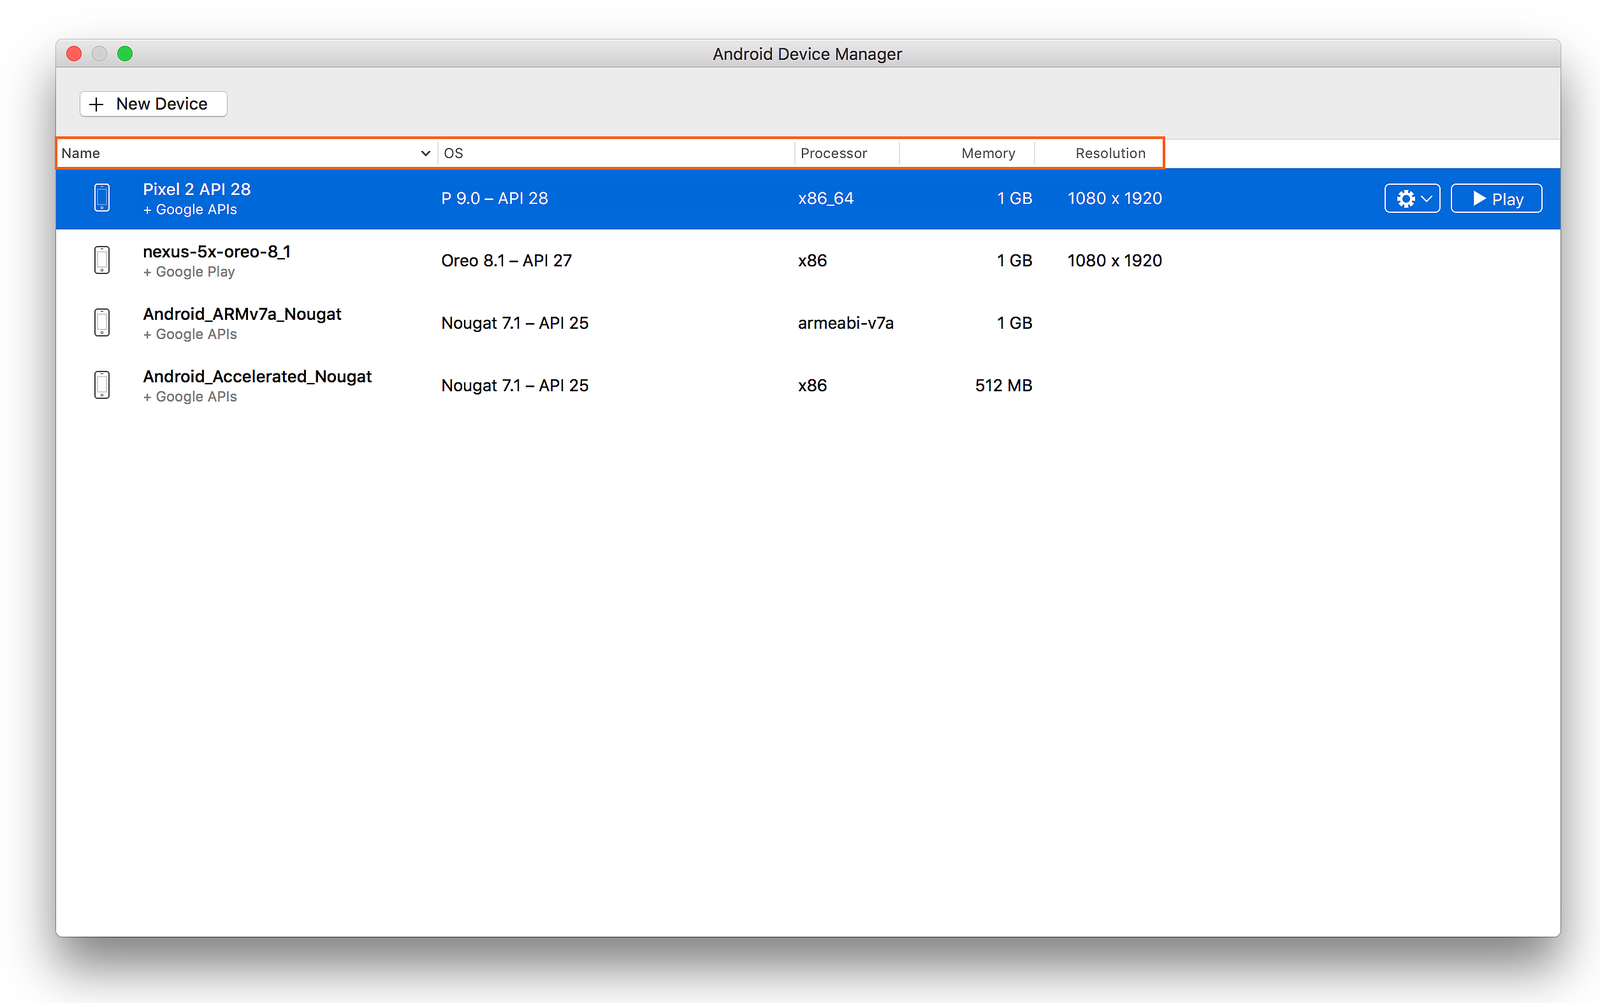 Android Device Manager
+ New Device
Name OS Processor Memory Resolution
Pixel 2 API 28
+ Google APIs
P 9.0 – API 28 x86_64 1 GB 1080 x 1920 Play
nexus-5x-oreo-8_1
+ Google Play
Oreo 8.1 – API 27 x86 1 GB 1080 x 1920
Android_ARMv7a_Nougat
+ Google APIs
Nougat 7.1 – API 25 armeabi-v7a 1 GB
Android_Accelerated_Nougat
+ Google APIs
Nougat 7.1 – API 25 x86 512 MB